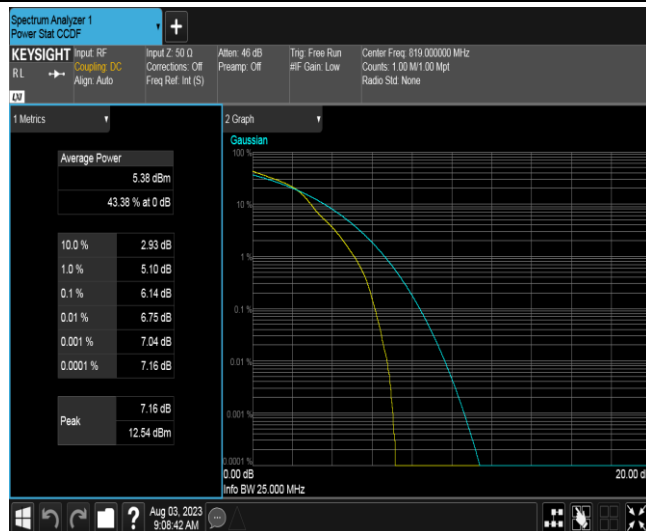 Spectrum Analyzer 1
Power Stat CCDF
+
KEYSIGHT
RL
Input: RF
Coupling: DC
Align: Auto
Input Z: 50 Ω
Corrections: Off
Freq Ref: Int (S)
Atten: 46 dB
Preamp: Off
Trig: Free Run
#IF Gain: Low
Center Freq: 819.000000 MHz
Counts: 1.00 M/1.00 Mpt
Radio Std: None
1 Metrics
Average Power
5.38 dBm
43.38 % at 0 dB
10.0 % 2.93 dB
1.0 % 5.10 dB
0.1 % 6.14 dB
0.01 % 6.75 dB
0.001 % 7.04 dB
0.0001 % 7.16 dB
Peak
7.16 dB
12.54 dBm
2 Graph
Gaussian
100 %
10 %
1 %
0.1 %
0.01 %
0.001 %
0.0001 %
0.00 dB
20.00 d
Info BW 25.000 MHz
?
Aug 03, 2023
9:08:42 AM